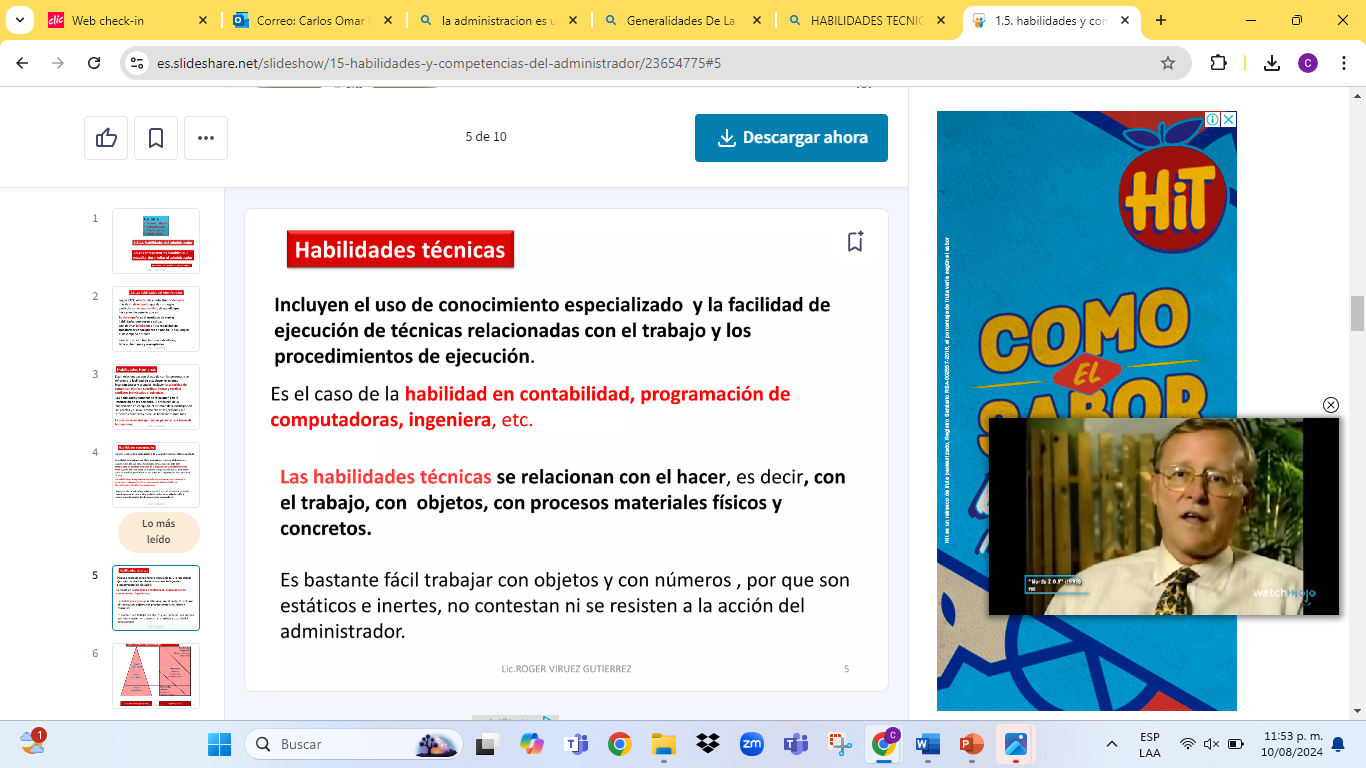 Web check-in
Correo: Carlos Omar
la administracion es u
Generalidades De La
HABILIDADES TECNIC
1.5. habilidades y con
es.slideshare.net/slideshow/15-habilidades-y-competencias-del-administrador/23654775#5
C
5 de 10
Descargar ahora
1
2
3
4
Lo más
leído
5
6
Habilidades técnicas
Incluyen el uso de conocimiento especializado y la facilidad de
ejecución de técnicas relacionadas con el trabajo y los
procedimientos de ejecución.
Es el caso de la habilidad en contabilidad, programación de
computadoras, ingeniera, etc.
Las habilidades técnicas se relacionan con el hacer, es decir, con
el trabajo, con objetos, con procesos materiales físicos y
concretos.
Es bastante fácil trabajar con objetos y con números , por que son
estáticos e inertes, no contestan ni se resisten a la acción del
administrador.
Lic.ROGER VIRUEZ GUTIERREZ
5
HiT
COMO
EL
SABOR
watchmojo
1
Buscar
zm
C
ESP
LAA
11:53 p. m.
10/08/2024